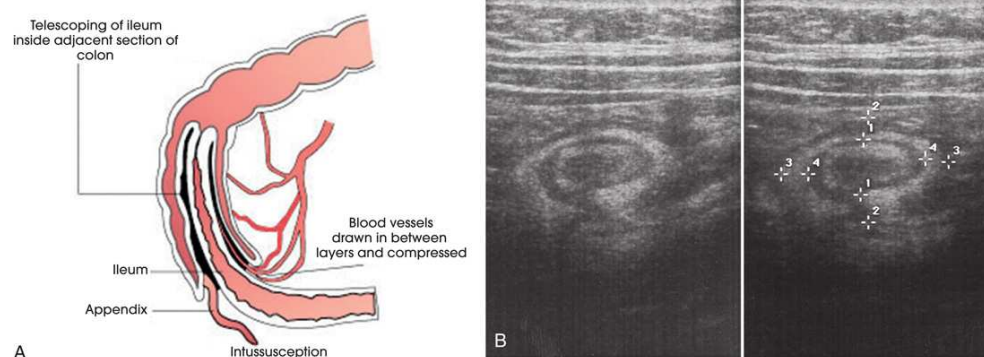 Telescoping of ileum
inside adjacent section of
colon
Blood vessels
drawn in between
layers and compressed
Ileum
Appendix
A
Intussusception
B
2
1
4
3
3
4
1
2